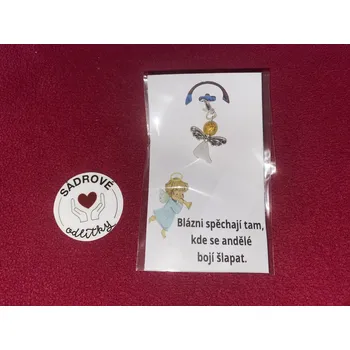 SÁDROVÉ
odlitky
Blázni spěchají tam,
kde se andělé
bojí šlapat.